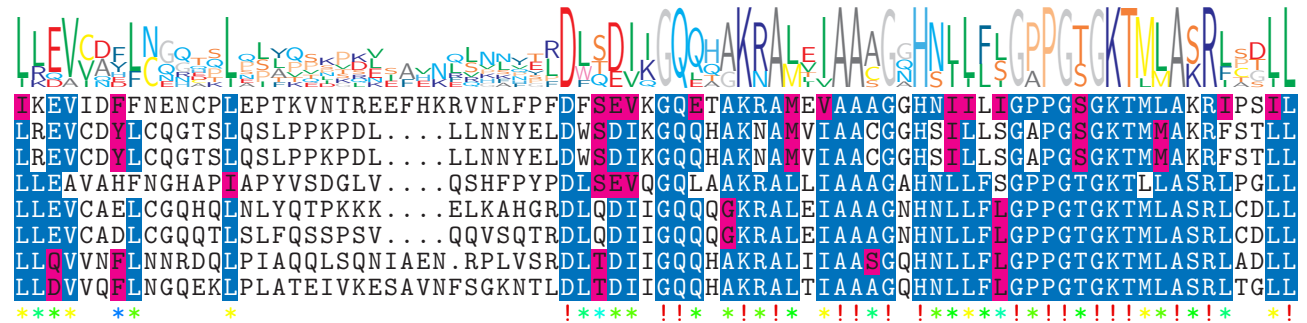 IKEVIDFFNENCPLEPTKVNTREEFHKRVNLFPFDFSEVKGQETAKRAMEVAAAGGHNIILIGPPGSGKTMLAKRIPSIL
LREVCDYLCQGTSLQSLPPKPDL....LLNNYELDWSDIKGQQHAKNAMVIAACGGHSILLSGAPGSGKTMMAKRFSTLL
LREVCDYLCQGTSLQSLPPKPDL....LLNNYELDWSDIKGQQHAKNAMVIAACGGHSILLSGAPGSGKTMMAKRFSTLL
LLEAVAHFNGHAPIAPYVSDGLV....QSHFPYPDLSEVQGQLAAKRALLIAAAGAHNLLFSGPPGTGKTLLASRLPGLL
LLEVCAELCGQHQLNLYQTPKKK....ELKAHGRDLQDIIGQQQGKRALEIAAAGNHNLLFLGPPGTGKTMLASRLCDLL
LLEVCADLCGQQTLSLFQSSPSV....QQVSQTRDLQDIIGQQQGKRALEIAAAGNHNLLFLGPPGTGKTMLASRLCDLL
LLQVVNFLNNRDQLPIAQQLSQNIAEN.RPLVSRDLTDIIGQQHAKRALIIAASGQHNLLFLGPPGTGKTMLASRLADLL
LLDVVQFLNGQEKLPLATEIVKESAVNFSGKNTLDLTDIIGQQHAKRALTIAAAGQHNLLFLGPPGTGKTMLASRLTGLL